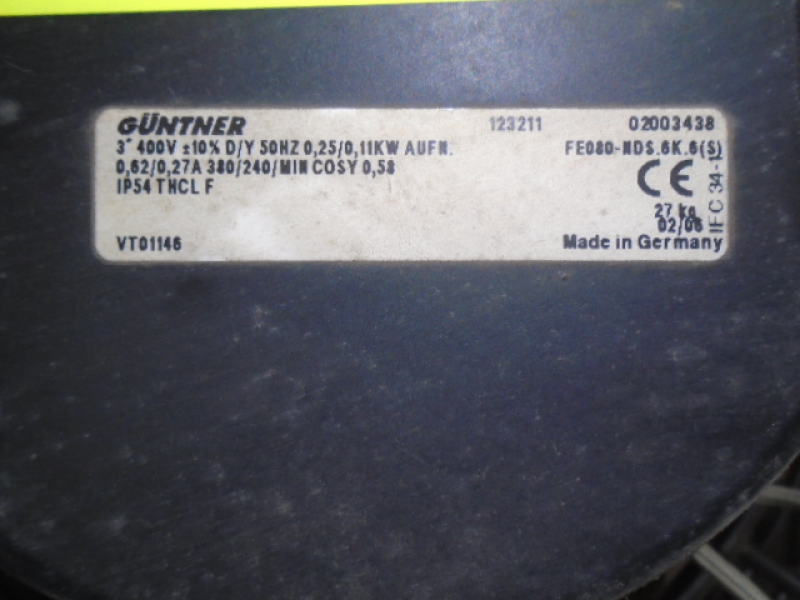 GÜNTNER 123211 02003438
3~ 400V ±10% D/Y 50HZ 0,25/0,11KW AUFN. FE080-NDS.6K.6(S)
0,62/0,27A 380/240/MIN COSY 0,58
IP54 THCL F CE
27 kg
02/06
IEC 34-1
VT01146 Made in Germany